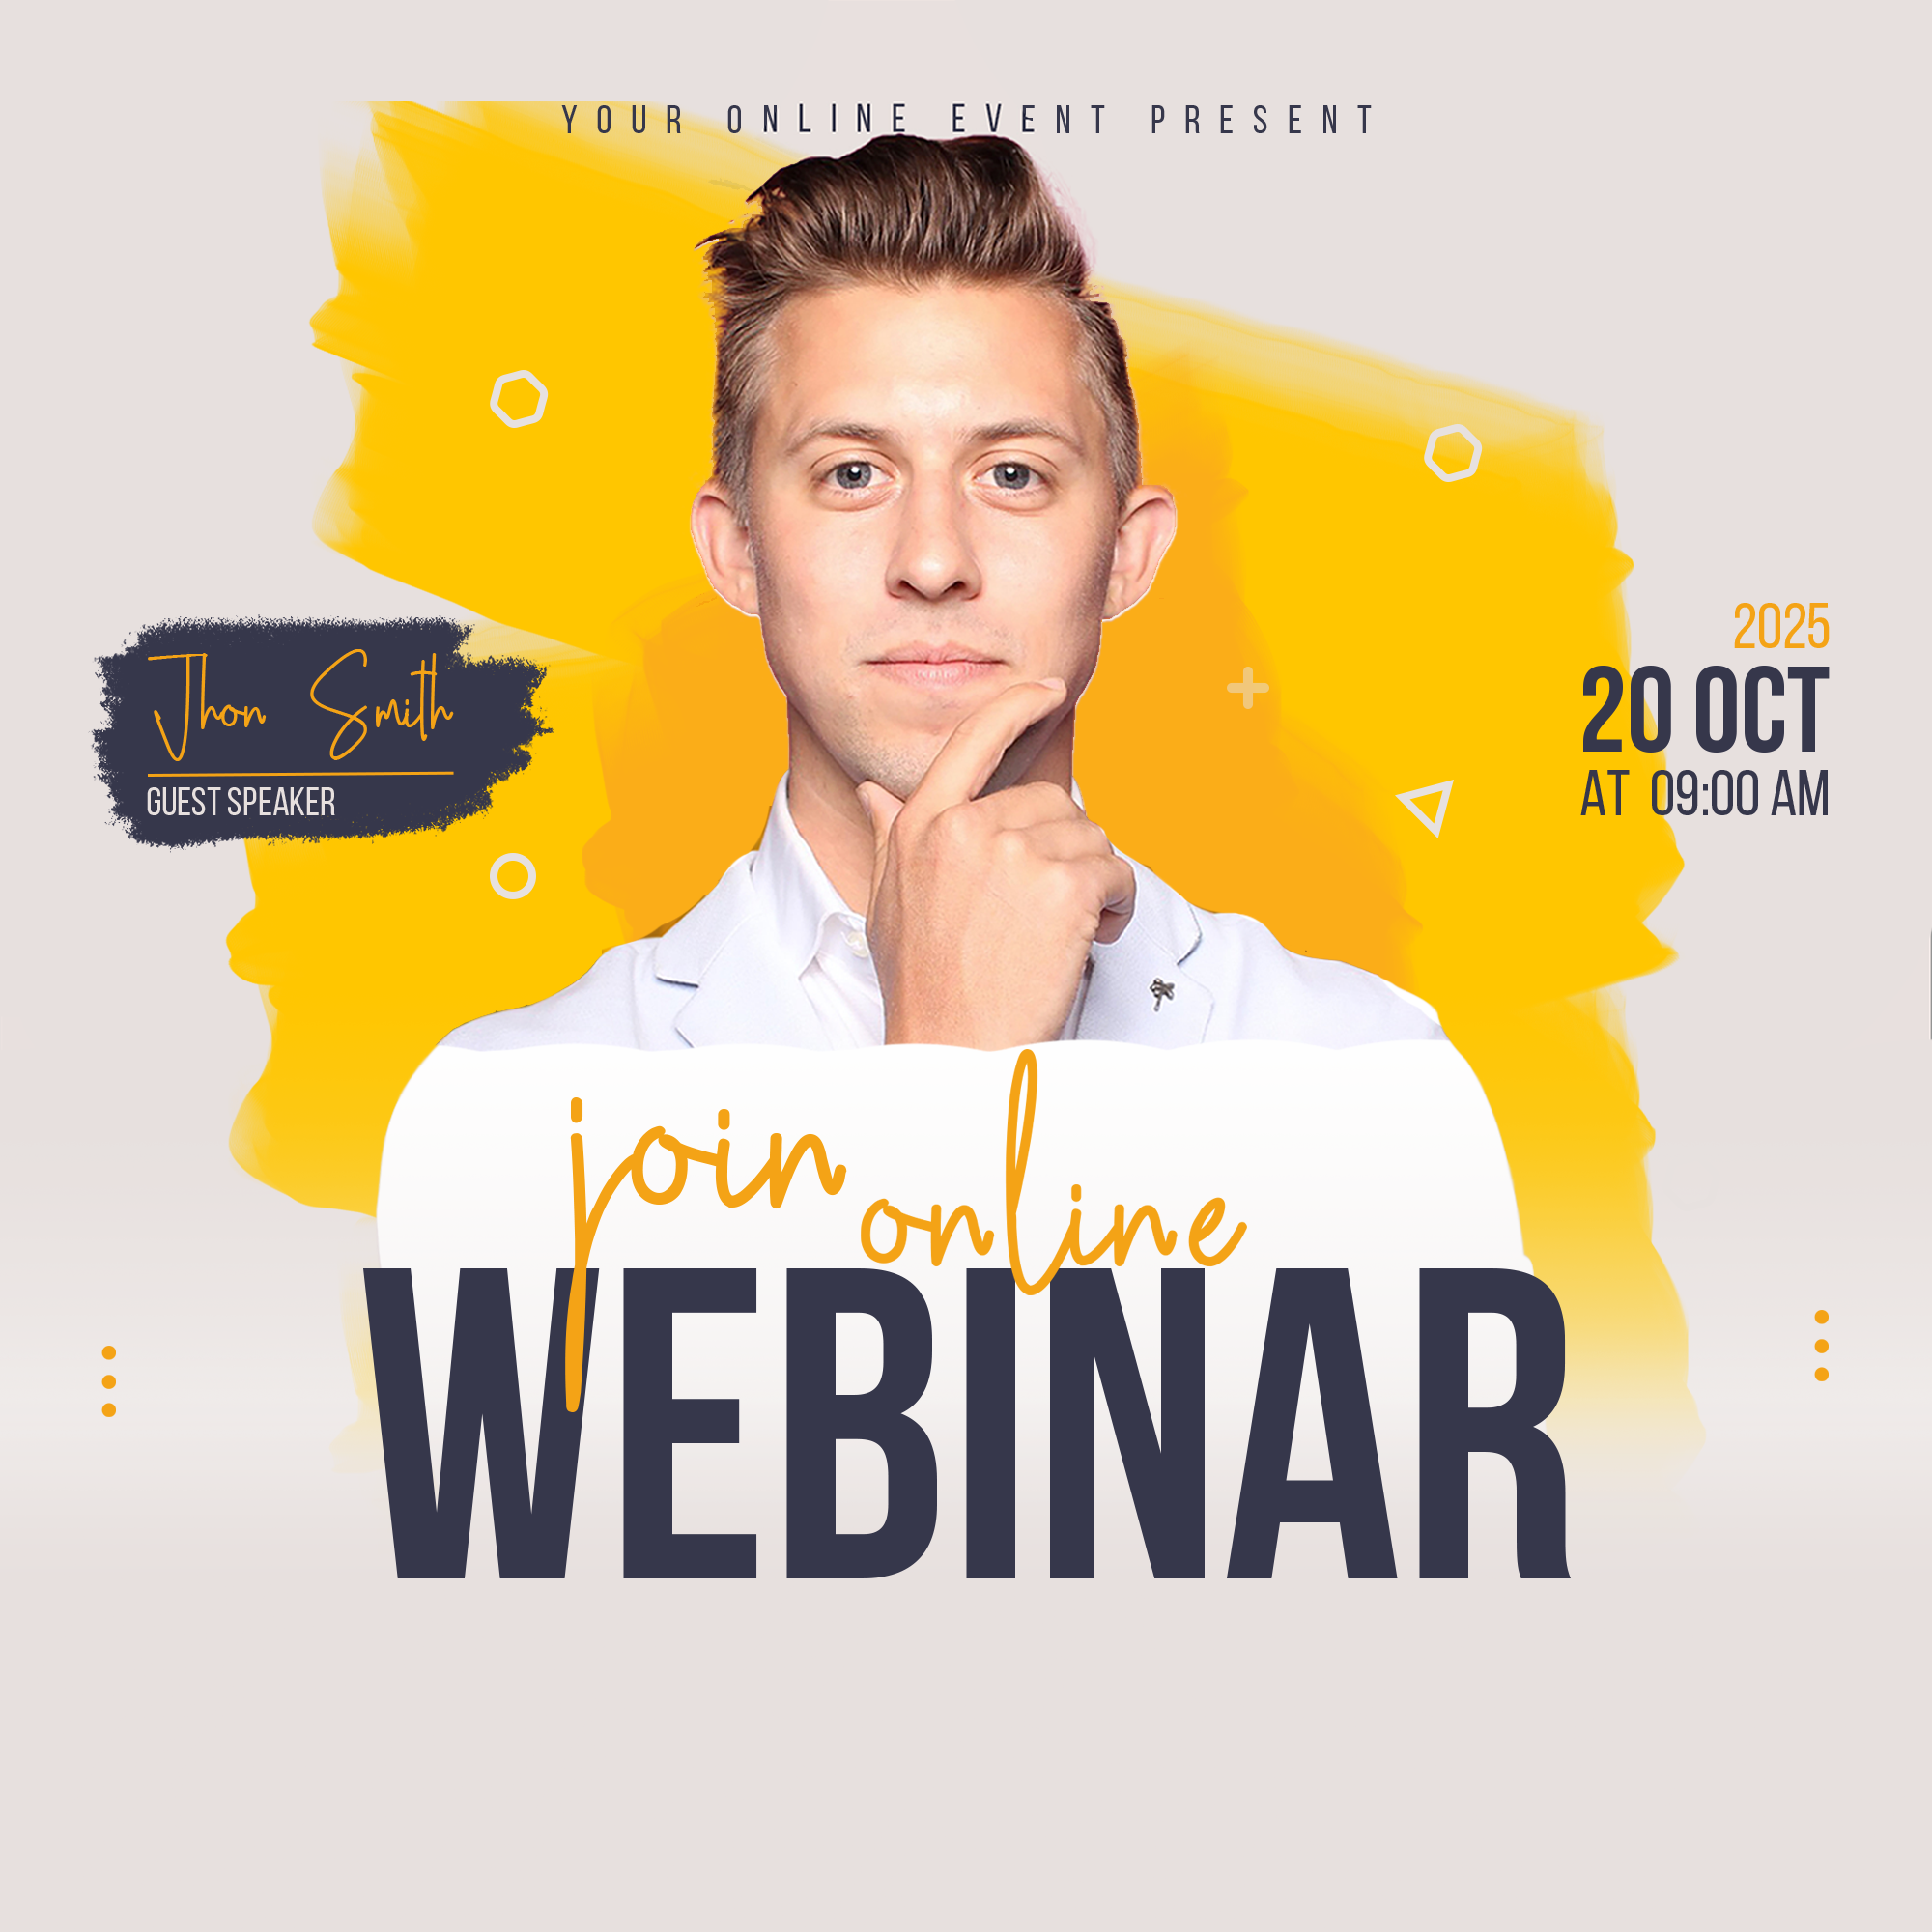 YOUR ONLINE EVENT PRESENT
Jhon Smith
GUEST SPEAKER
2025
20 OCT
AT 09:00 AM
join
online
WEBINAR